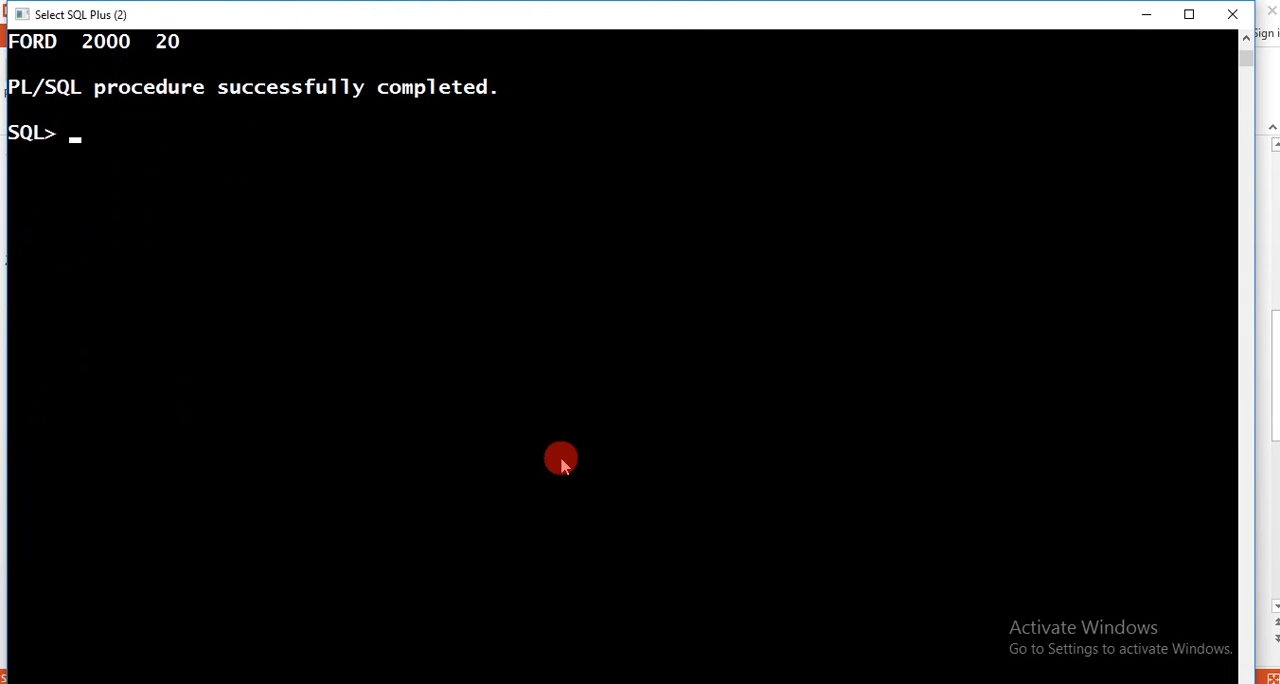 Select SQL Plus (2)
Sign i
FORD  2000  20
PL/SQL procedure successfully completed.
SQL>
Activate Windows
Go to Settings to activate Windows.